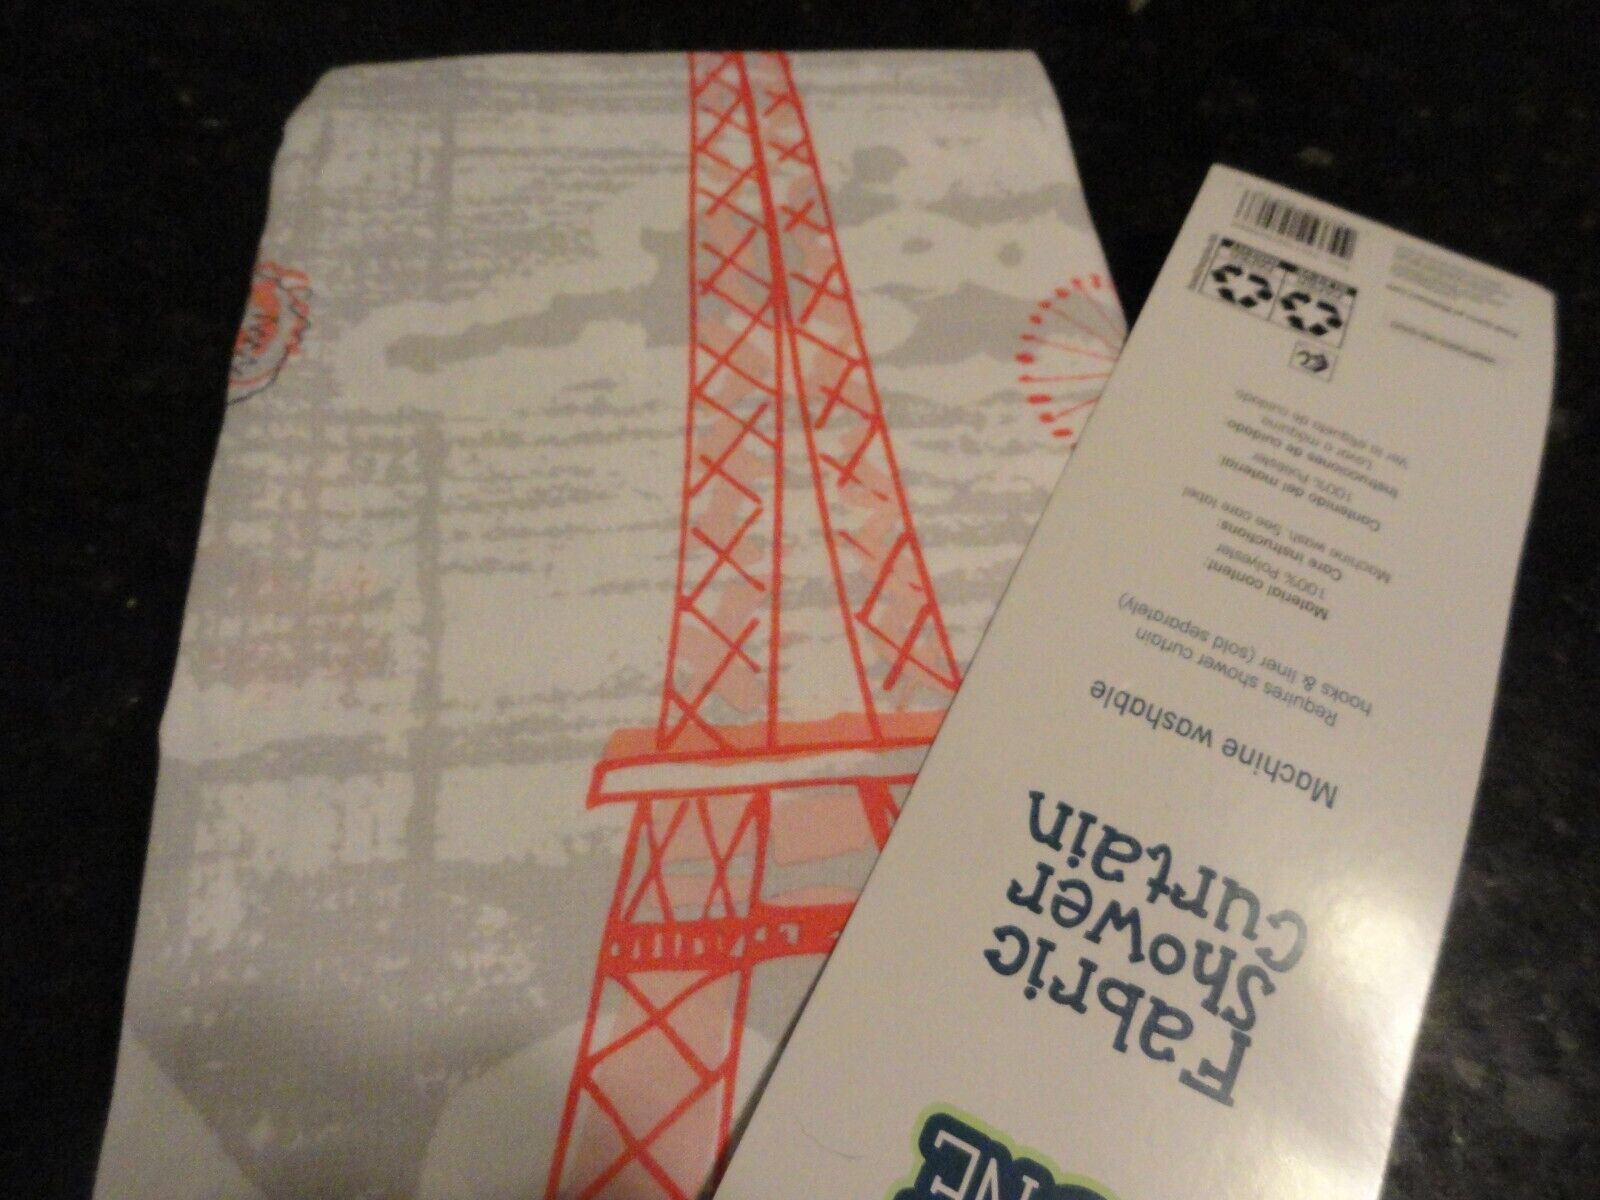 NE
Fabric
Shower
Curtain
Machine washable
Requires shower curtain
hooks & liner (sold separately)
Material content:
100% Polyester
Care Instructions:
Machine wash. See care label
Contenido del material:
100% Poliéster
Instrucciones de cuidado:
Lavar a máquina
Ver la etiqueta de cuidado